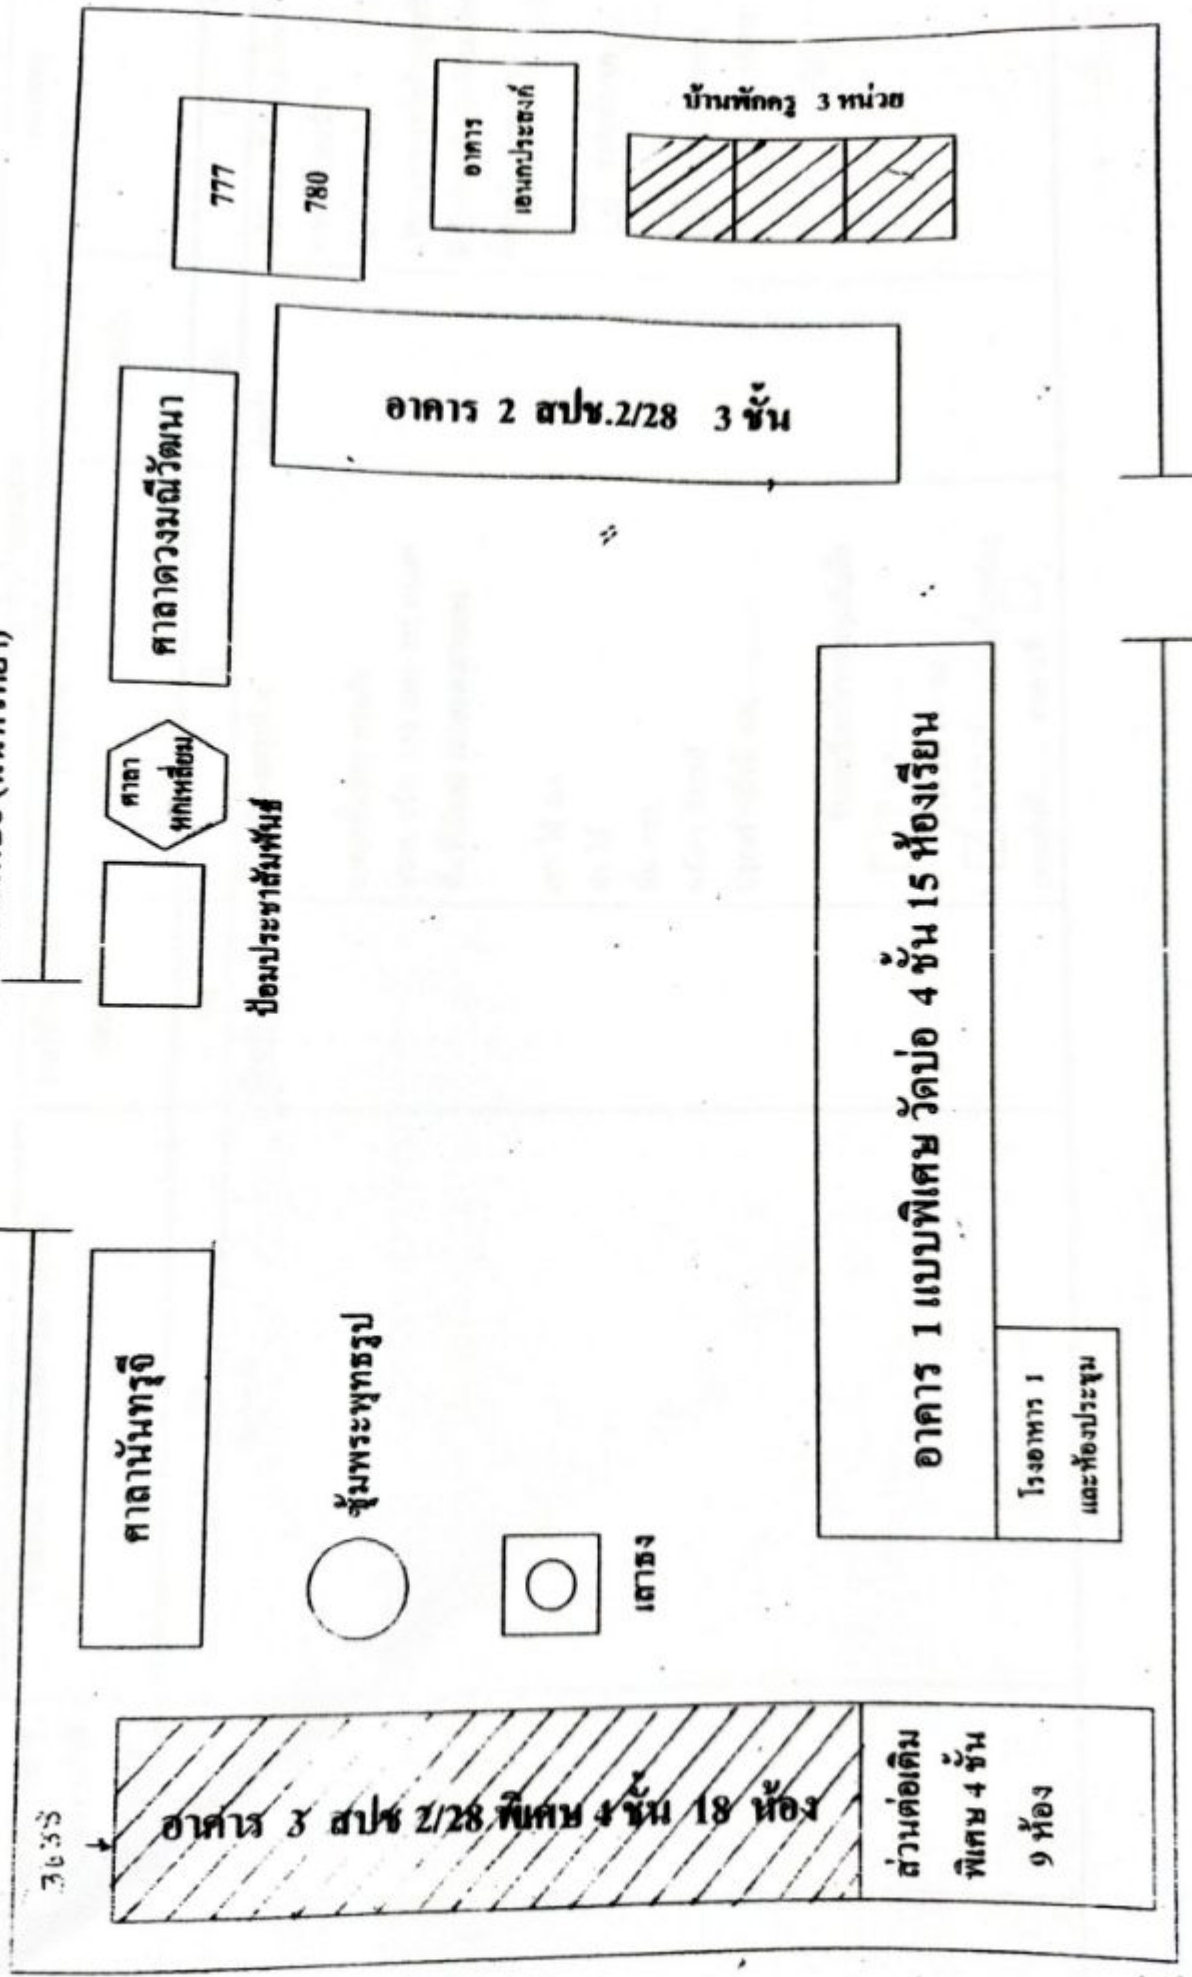 777
780
อาคาร
เอนกประสงค์
บ้านพักครู 3 หน่วย
อาคาร 2 สปช.2/28 3 ชั้น
ศาลาดวงมณีวัฒนา
ศาลา
หกเหลี่ยม
ป้อมประชาสัมพันธ์
อาคาร 1 แบบพิเศษ วัดบ่อ 4 ชั้น 15 ห้องเรียน
โรงอาหาร 1
และห้องประชุม
ศาลานันทรุจิ
ซุ้มพระพุทธรูป
เสาธง
อาคาร 3 สปช 2/28 พิเศษ 4 ชั้น 18 ห้อง
ส่วนต่อเติม
พิเศษ 4 ชั้น
9 ห้อง